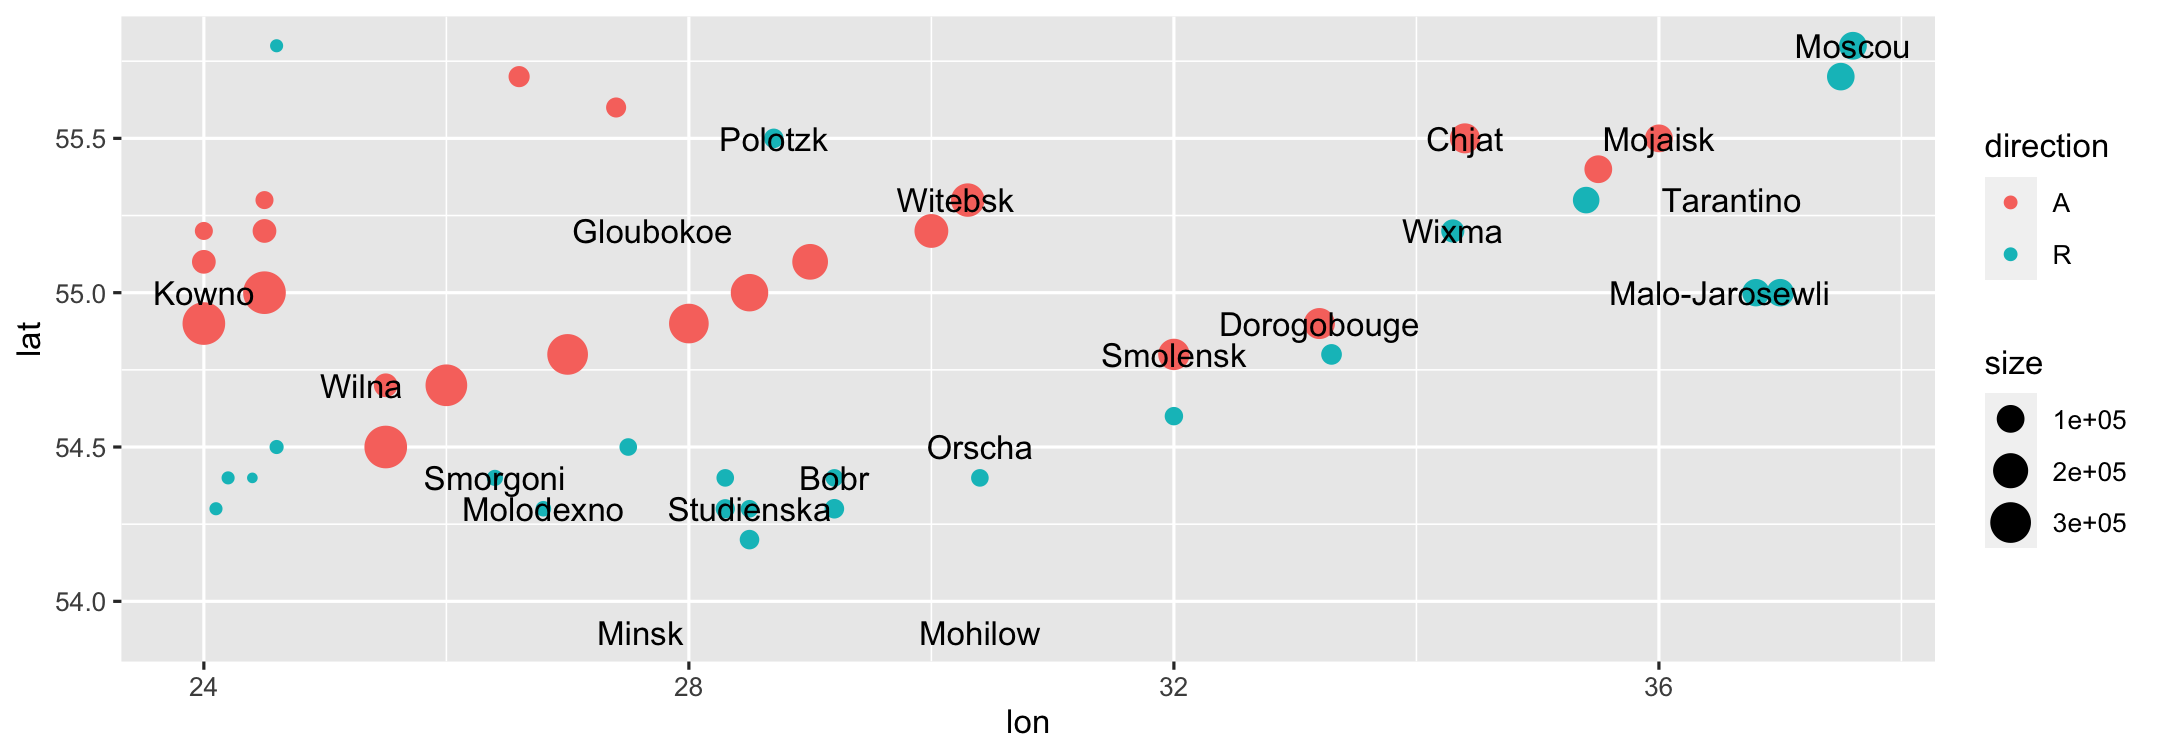 Moscou
Polotzk
Chjat
Mojaisk
Witebsk
Tarantino
Gloubokoe
Wixma
Kowno
Malo-Jarosewli
Dorogobouge
Smolensk
Wilna
Orscha
Smorgoni
Bobr
Molodexno
Studienska
Minsk
Mohilow
55.5
55.0
54.5
54.0
lat
24
28
32
36
lon
direction
A
R
size
1e+05
2e+05
3e+05